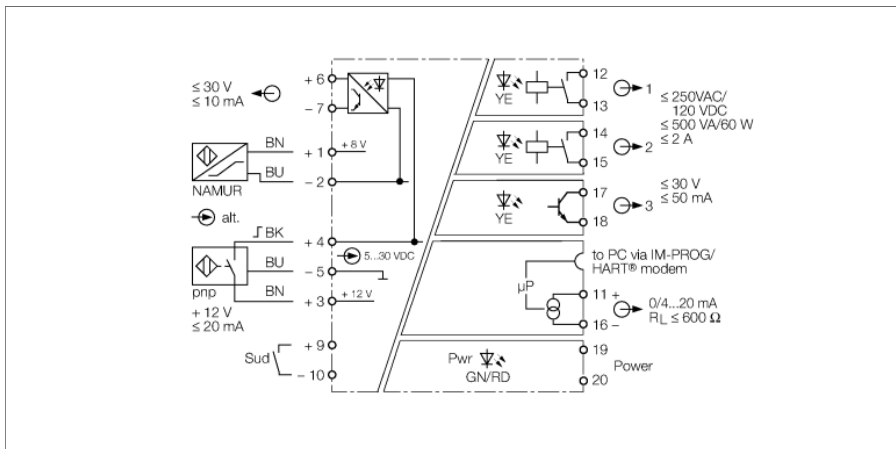 ≤ 30 V
≤ 10 mA
+ 6
– 7
BN
+ 1
+ 8 V
BU
– 2
NAMUR
alt.
BK
+ 4
5...30 VDC
BU
– 5
BN
+ 3
+ 12 V
pnp
+ 12 V
≤ 20 mA
Sud
+ 9
– 10
YE
12
13
1
≤ 250VAC/
120 VDC
≤ 500 VA/60 W
≤ 2 A
YE
14
15
2
YE
17
18
3
≤ 30 V
≤ 50 mA
to PC via IM-PROG/
HART® modem
µP
11 +
16 –
0/4...20 mA
RL ≤ 600 Ω
Pwr
GN/RD
19
20
Power